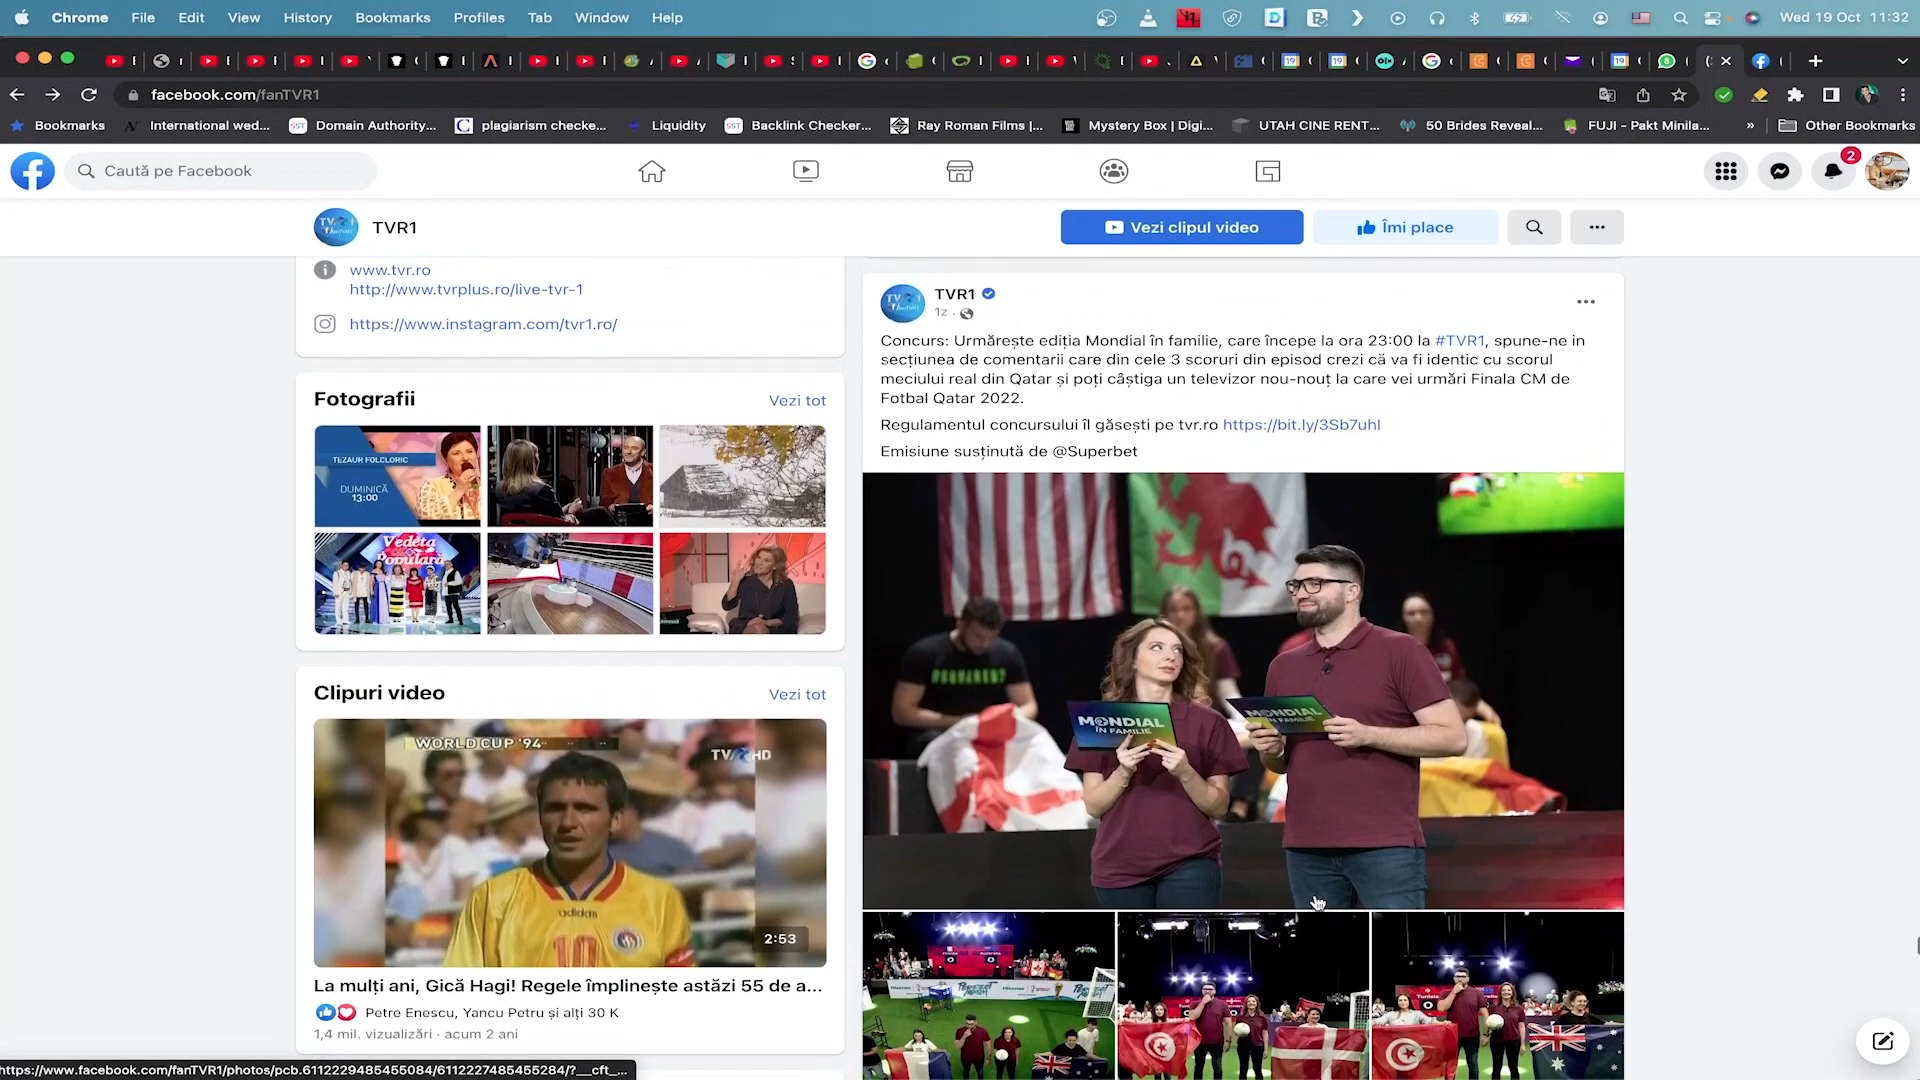 Chrome File Edit View History Bookmarks Profiles Tab Window Help
Wed 19 Oct 11:32
facebook.com/fanTVR1
Bookmarks
International wed...
SST Domain Authority...
plagiarism checke...
Liquidity
SST Backlink Checker...
Ray Roman Films |...
Mystery Box | Digi...
UTAH CINE RENT...
50 Brides Reveal...
FUJI - Pakt Minila...
»
Other Bookmarks
Caută pe Facebook
2
TVR1
Vezi clipul video
Îmi place
www.tvr.ro
http://www.tvrplus.ro/live-tvr-1
https://www.instagram.com/tvr1.ro/
Fotografii
Vezi tot
TEZAUR FOLCLORIC
DUMINICĂ
13:00
Vedeta
Populară
Clipuri video
Vezi tot
WORLD CUP '94
TVR HD
adidas
10
2:53
La mulți ani, Gică Hagi! Regele împlinește astăzi 55 de a...
Petre Enescu, Yancu Petru și alți 30 K
1,4 mil. vizualizări · acum 2 ani
TVR1
1z ·
Concurs: Urmărește ediția Mondial în familie, care începe la ora 23:00 la #TVR1, spune-ne in
secțiunea de comentarii care din cele 3 scoruri din episod crezi că va fi identic cu scorul
meciului real din Qatar și poți câștiga un televizor nou-nouț la care vei urmări Finala CM de
Fotbal Qatar 2022.
Regulamentul concursului îl găsești pe tvr.ro https://bit.ly/3Sb7uhl
Emisiune susținută de @Superbet
MONDIAL
ÎN FAMILIE
MONDIAL
ÎN FAMILIE
https://www.facebook.com/fanTVR1/photos/pcb.6112229485455084/6112227485455284/?__cft_...